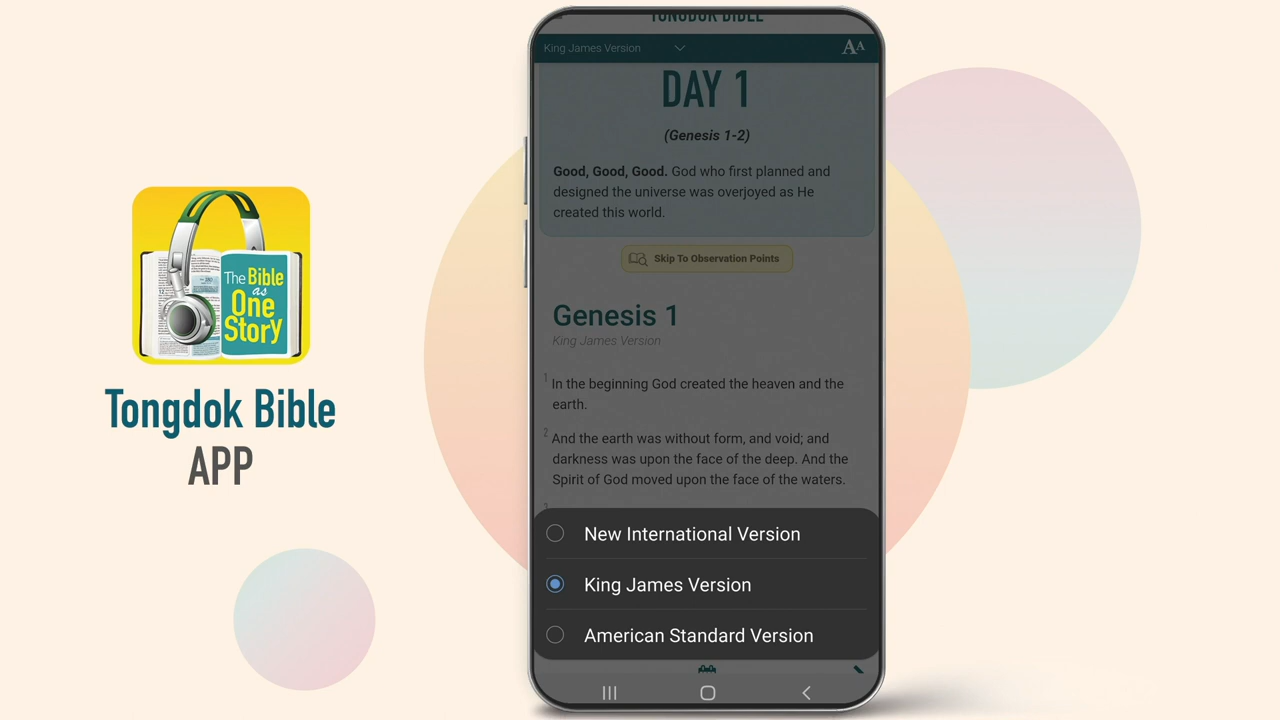 The Bible
as
One
Story
Tongdok Bible
APP
TONGDOK BIBLE
King James Version
AA
DAY 1
(Genesis 1-2)
Good, Good, Good. God who first planned and
designed the universe was overjoyed as He
created this world.
Skip To Observation Points
Genesis 1
King James Version
1 In the beginning God created the heaven and the
earth.
2 And the earth was without form, and void; and
darkness was upon the face of the deep. And the
Spirit of God moved upon the face of the waters.
New International Version
King James Version
American Standard Version